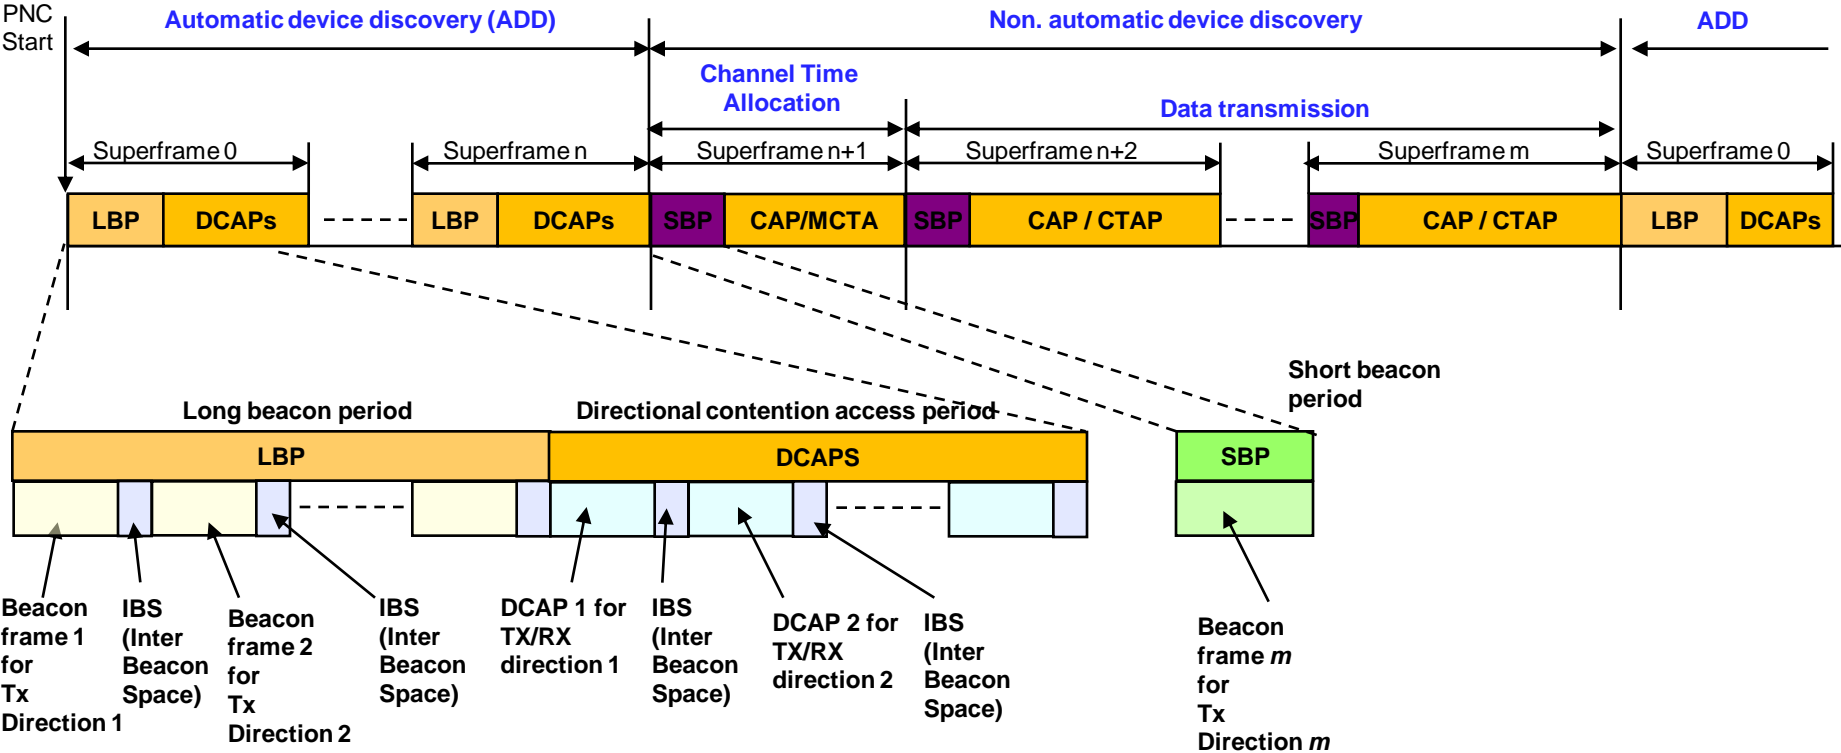 PNC
Start
Automatic device discovery (ADD)
Non. automatic device discovery
ADD
Channel Time
Allocation
Data transmission
Superframe 0
Superframe n
Superframe n+1
Superframe n+2
Superframe m
Superframe 0
LBP
DCAPs
LBP
DCAPs
SBP
CAP/MCTA
SBP
CAP / CTAP
SBP
CAP / CTAP
LBP
DCAPs
Short beacon
period
Long beacon period
Directional contention access period
LBP
DCAPS
SBP
Beacon
frame 1
for
Tx
Direction 1
IBS
(Inter
Beacon
Space)
Beacon
frame 2
for
Tx
Direction 2
IBS
(Inter
Beacon
Space)
DCAP 1 for
TX/RX
direction 1
IBS
(Inter
Beacon
Space)
DCAP 2 for
TX/RX
direction 2
IBS
(Inter
Beacon
Space)
Beacon
frame m
for
Tx
Direction m